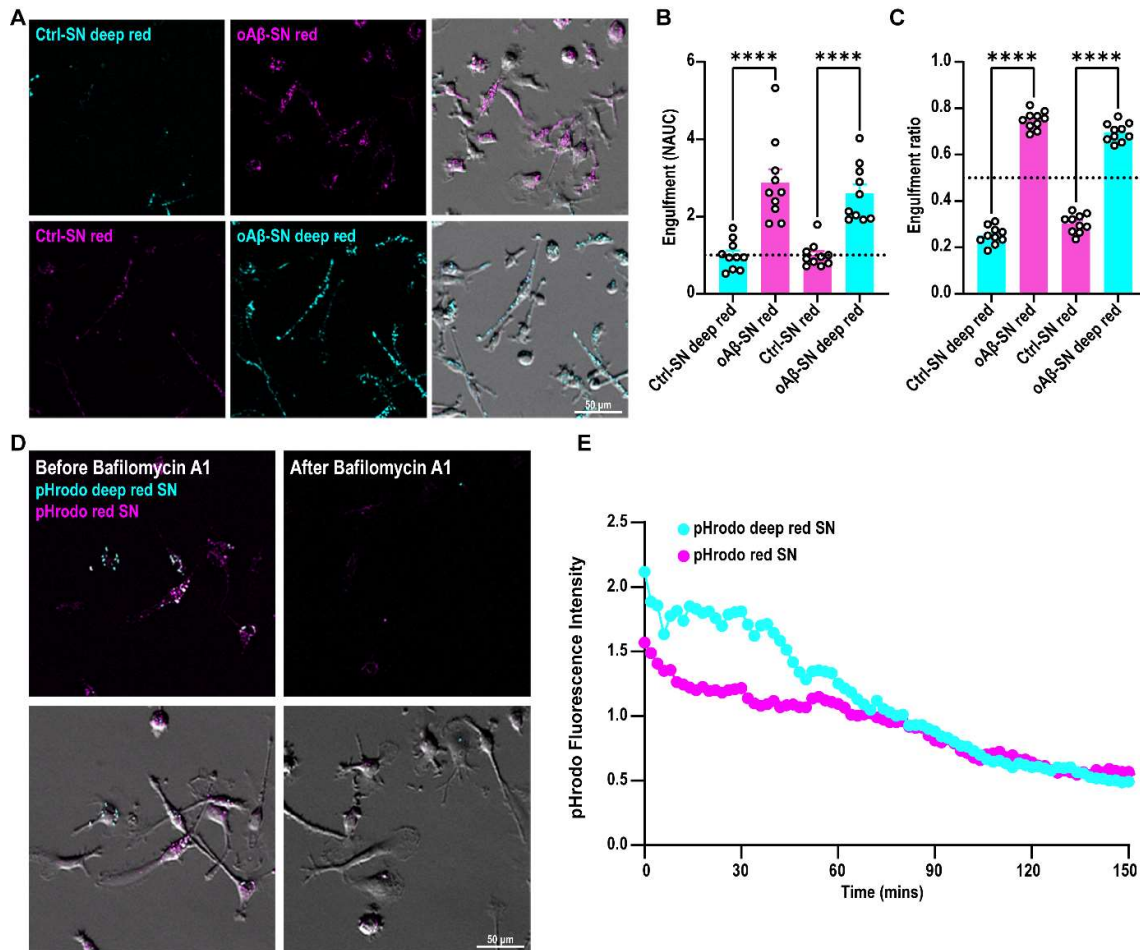 A
Ctrl-SN deep red
oAβ-SN red
Ctrl-SN red
oAβ-SN deep red
50 µm
B
Engulfment (NAUC)
6
4
2
0
****
****
Ctrl-SN deep red
oAβ-SN red
Ctrl-SN red
oAβ-SN deep red
C
Engulfment ratio
1.0
0.8
0.6
0.4
0.2
0.0
****
****
Ctrl-SN deep red
oAβ-SN red
Ctrl-SN red
oAβ-SN deep red
D
Before Bafilomycin A1
pHrodo deep red SN
pHrodo red SN
After Bafilomycin A1
50 µm
E
pHrodo deep red SN
pHrodo red SN
pHrodo Fluorescence Intensity
2.5
2.0
1.5
1.0
0.5
0.0
0 30 60 90 120 150
Time (mins)